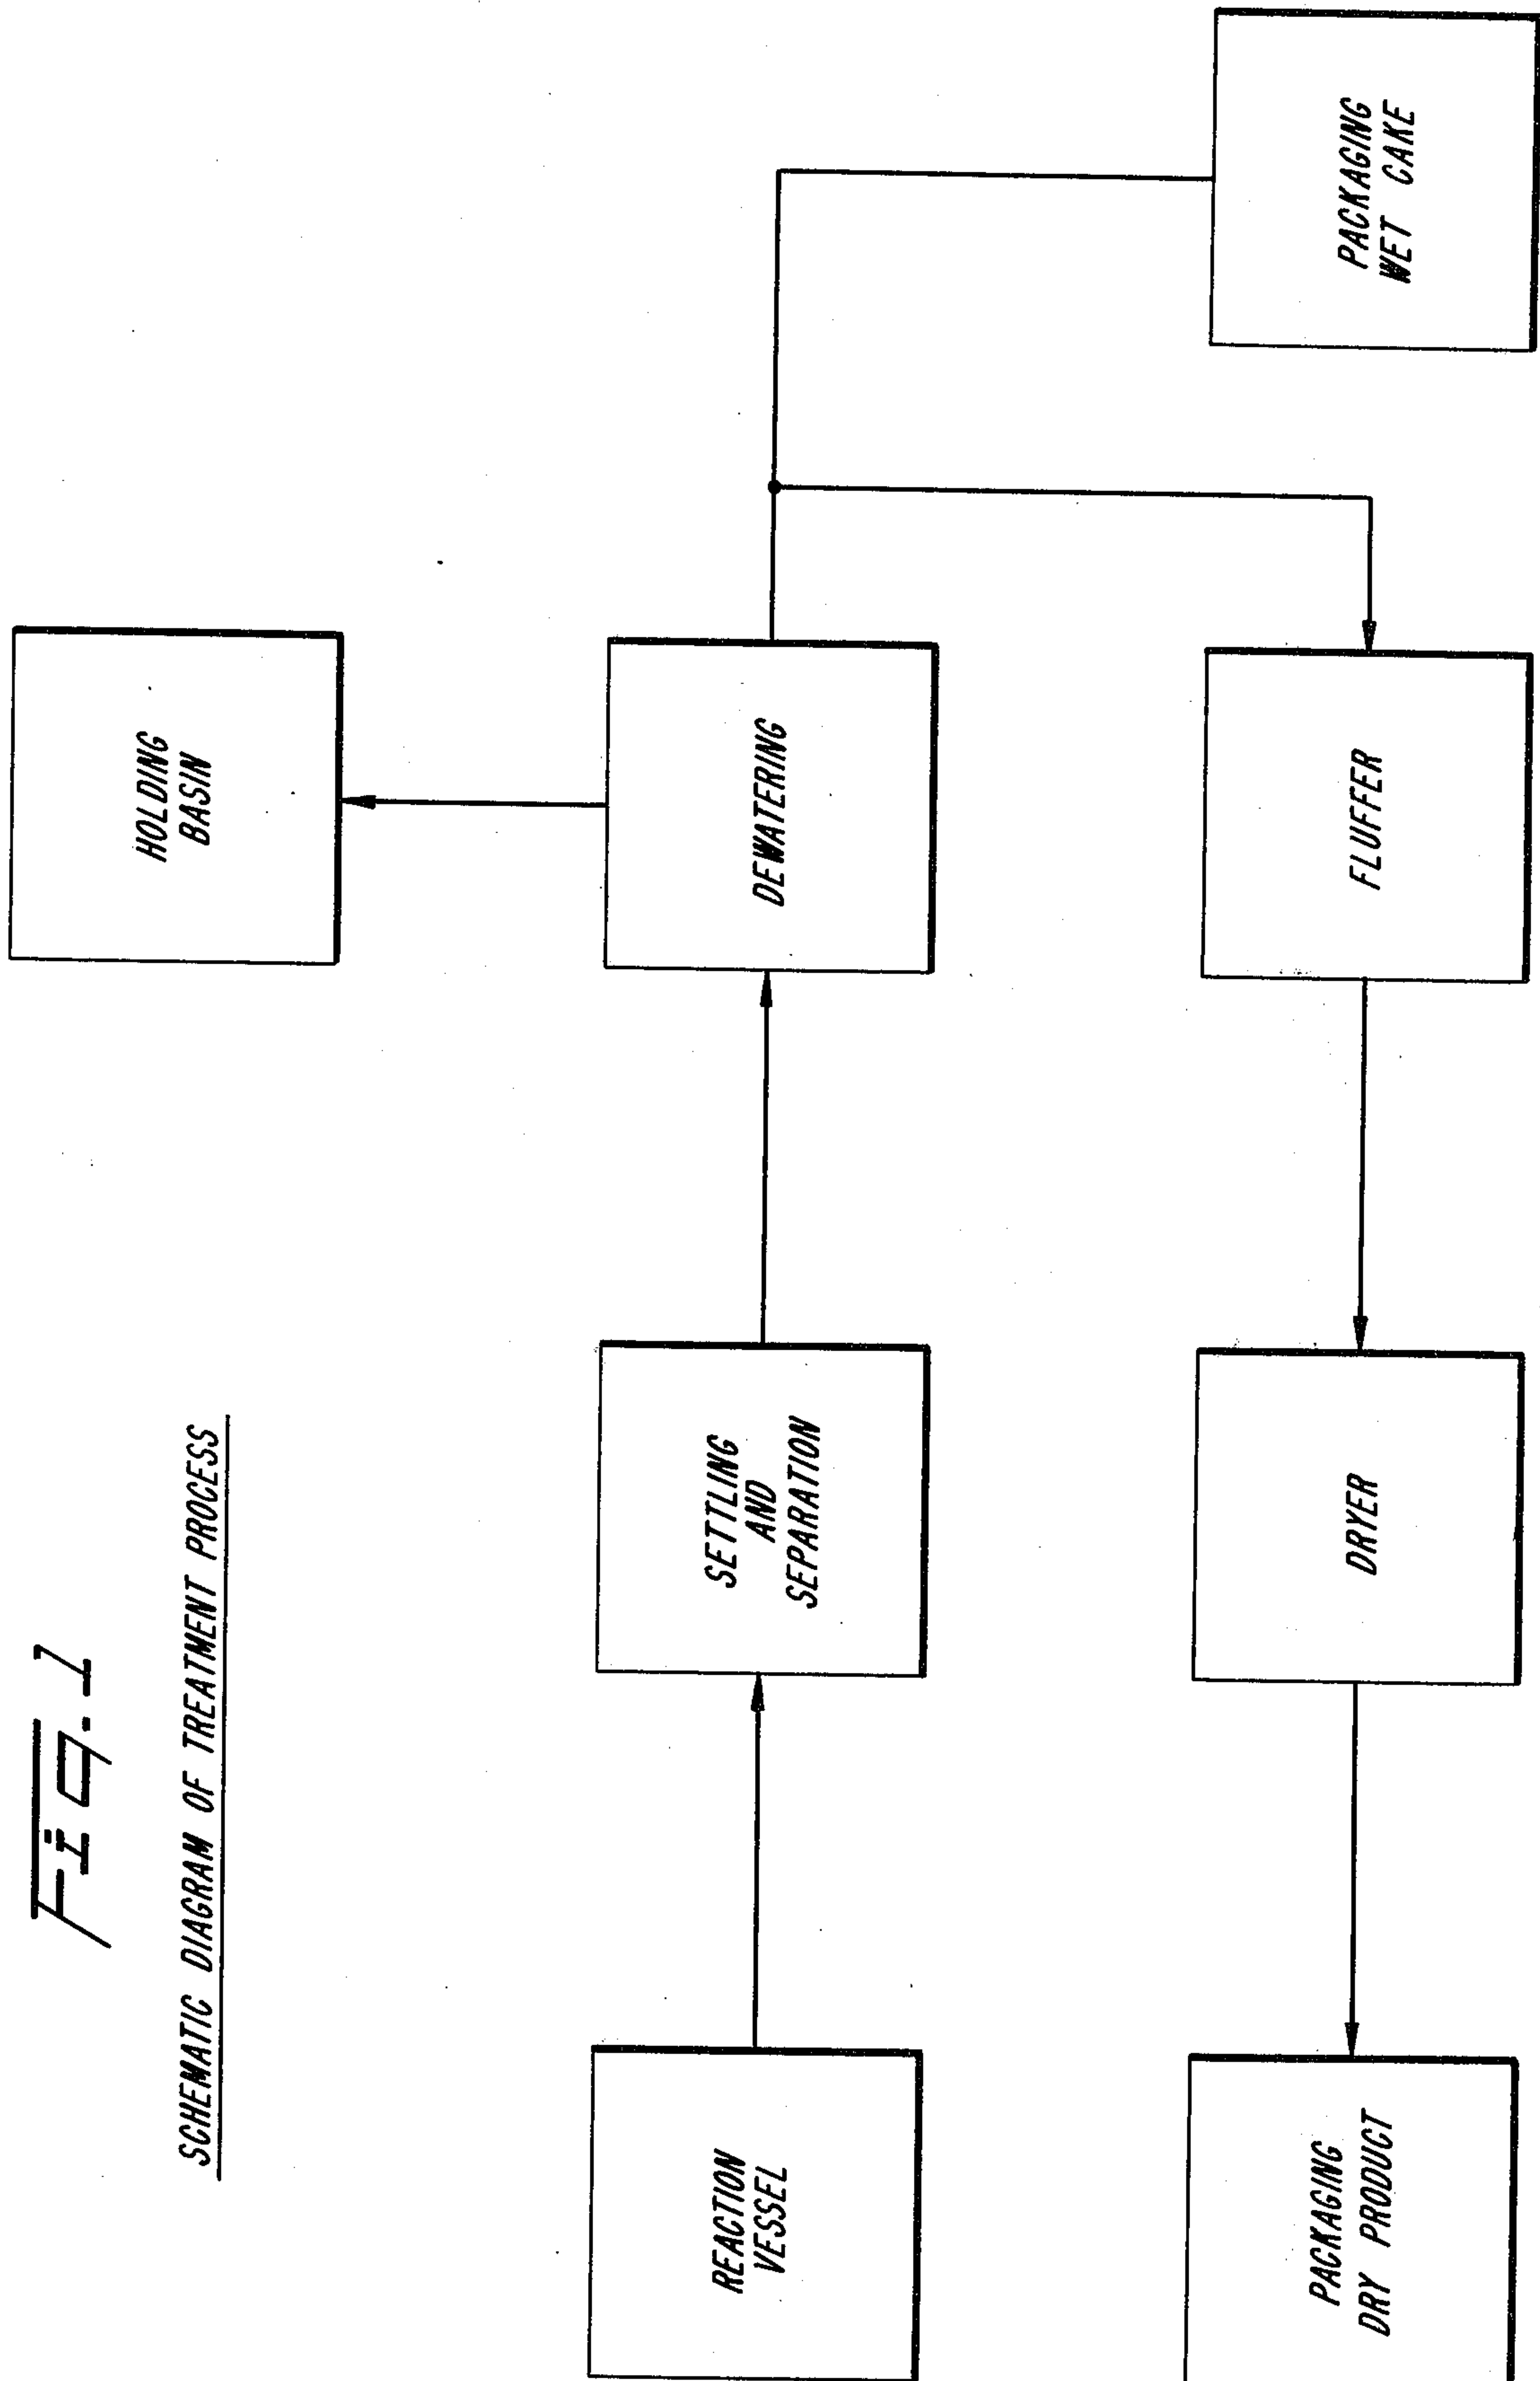 Fig. 1
SCHEMATIC DIAGRAM OF TREATMENT PROCESS
HOLDING
BASIN
REACTION
VESSEL
SETTLING
AND
SEPARATION
DEWATERING
PACKAGING
WET CAKE
PACKAGING
DRY PRODUCT
DRYER
FLUFFER